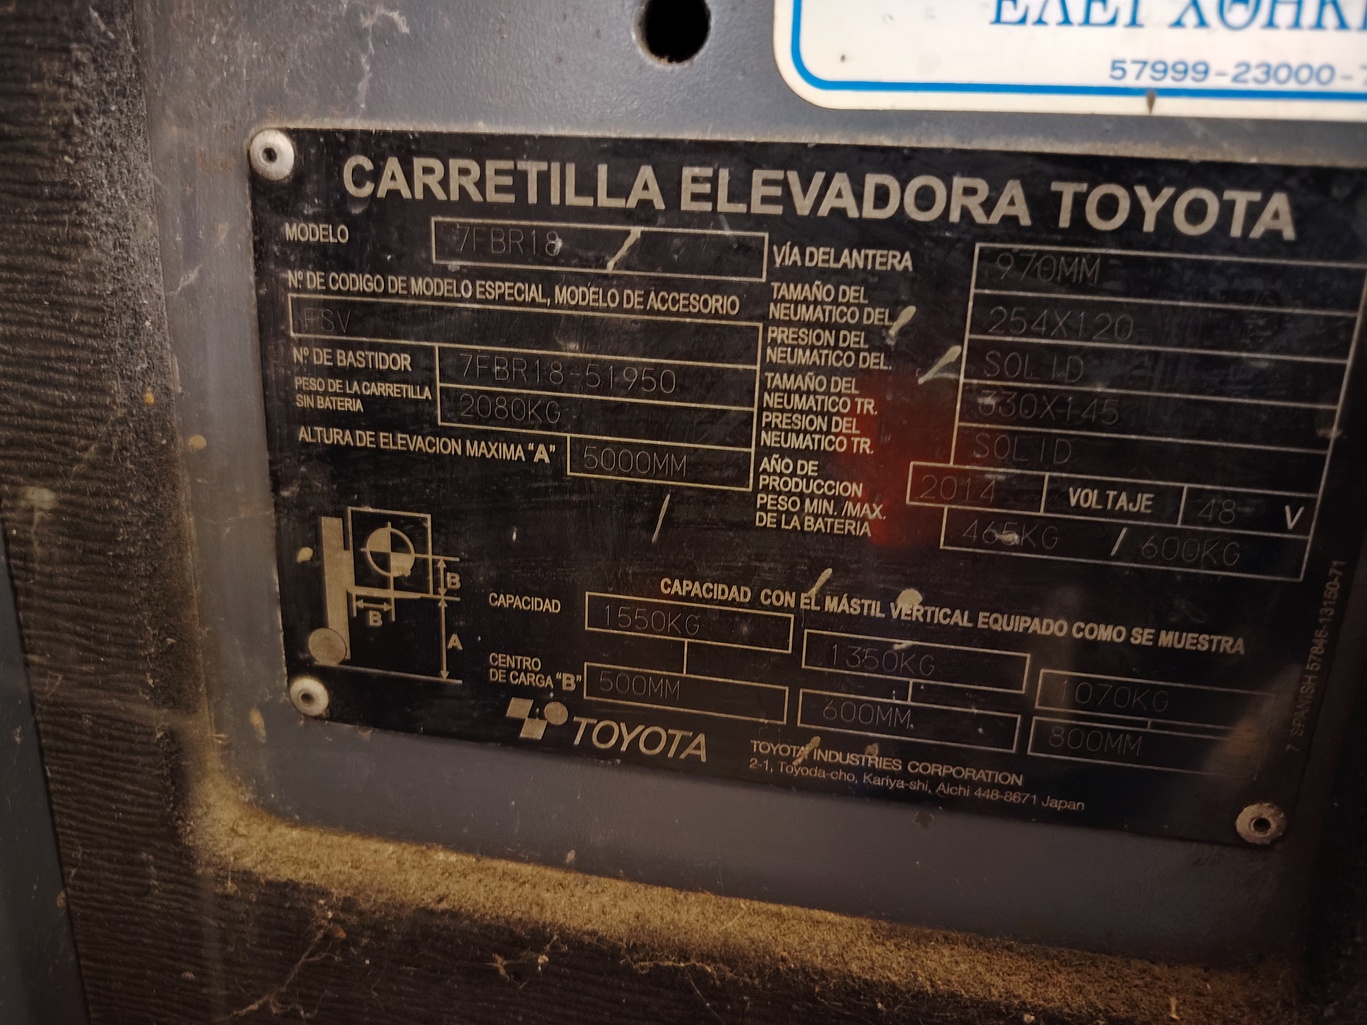 ΕΛΕΓΧΘΗΚ
57999-23000-7
CARRETILLA ELEVADORA TOYOTA
MODELO 7FBR18
Nº DE CODIGO DE MODELO ESPECIAL, MODELO DE ACCESORIO
FSV
Nº DE BASTIDOR 7FBR18-51950
PESO DE LA CARRETILLA
SIN BATERIA 2080KG
ALTURA DE ELEVACION MAXIMA "A" 5000MM
VÍA DELANTERA 970MM
TAMAÑO DEL
NEUMATICO DEL. 254X120
PRESION DEL
NEUMATICO DEL. SOLID
TAMAÑO DEL
NEUMATICO TR. 330X145
PRESION DEL
NEUMATICO TR. SOLID
AÑO DE
PRODUCCION 2014 VOLTAJE 48 V
PESO MIN. /MAX.
DE LA BATERIA 465KG / 600KG
B
B
A
CAPACIDAD CON EL MÁSTIL VERTICAL EQUIPADO COMO SE MUESTRA
CAPACIDAD 1550KG 1350KG 1070KG
CENTRO
DE CARGA "B" 500MM 600MM 800MM
TOYOTA
TOYOTA INDUSTRIES CORPORATION
2-1, Toyoda-cho, Kariya-shi, Aichi 448-8671 Japan
7 SPANISH 57846-13150-71